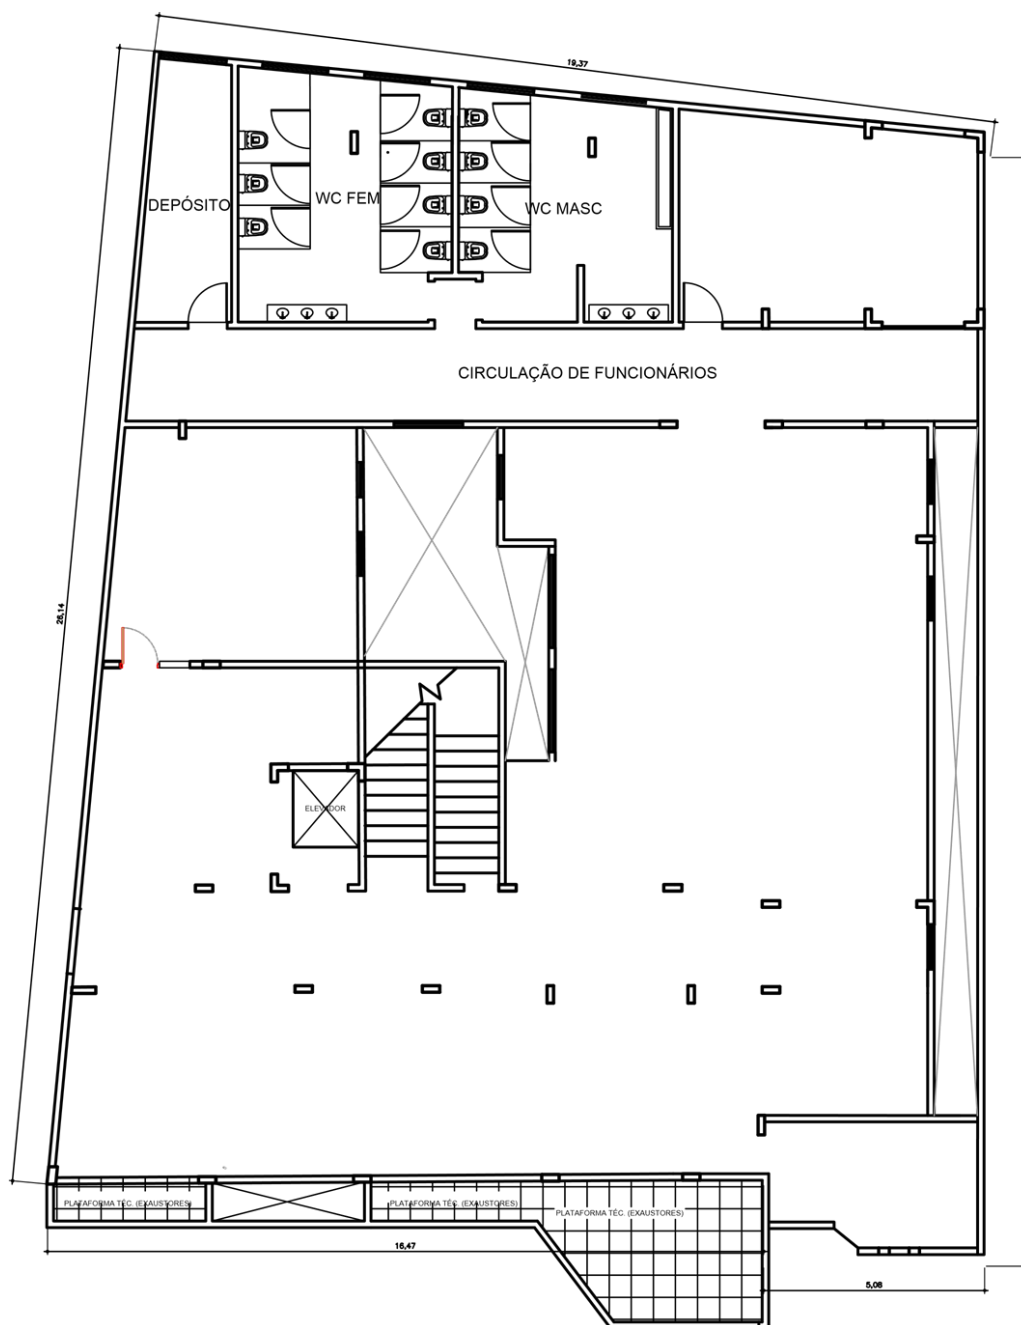 19,37
DEPÓSITO
WC FEM
WC MASC
CIRCULAÇÃO DE FUNCIONÁRIOS
26,14
ELEVADOR
PLATAFORMA TÉC. (EXAUSTORES)
PLATAFORMA TÉC. (EXAUSTORES)
PLATAFORMA TÉC. (EXAUSTORES)
16,47
5,08